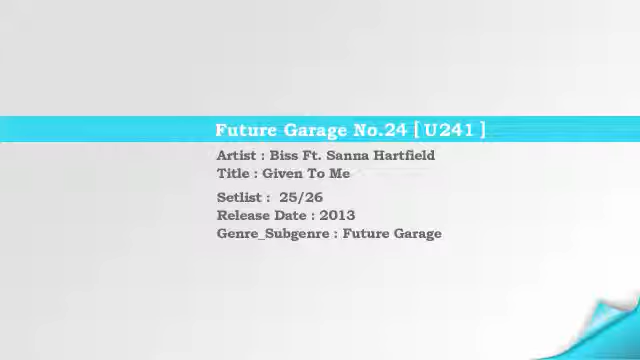 Future Garage No.24 [ U241 ]
Artist : Biss Ft. Sanna Hartfield
Title : Given To Me
Setlist :  25/26
Release Date : 2013
Genre_Subgenre : Future Garage